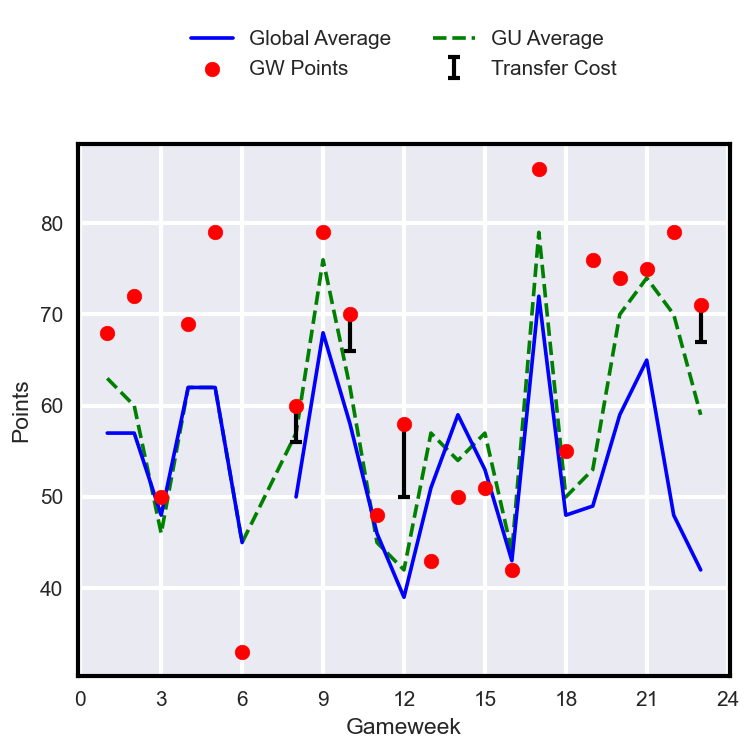 Global Average GU Average
GW Points Transfer Cost
80
70
60
50
40
Points
0 3 6 9 12 15 18 21 24
Gameweek